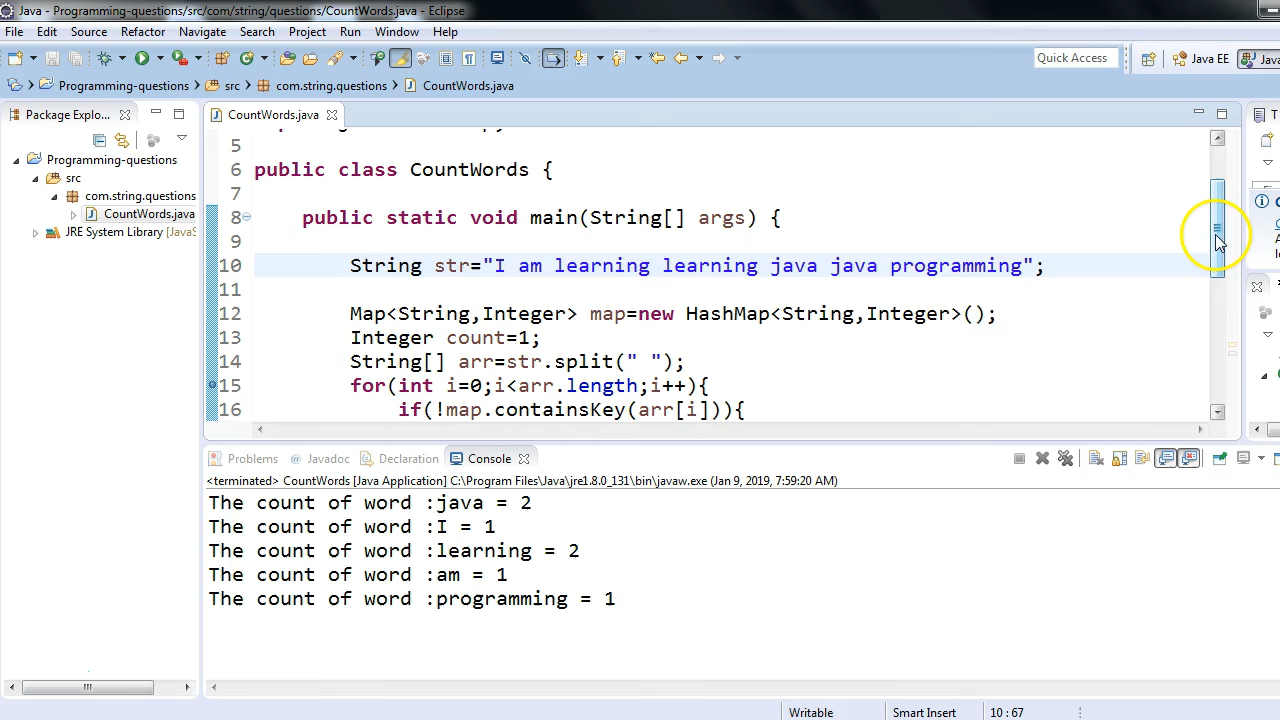 Java - Programming-questions/src/com/string/questions/CountWords.java - Eclipse
File Edit Source Refactor Navigate Search Project Run Window Help
Quick Access Java EE Java
Programming-questions src com.string.questions CountWords.java
Package Explo... CountWords.java
Programming-questions
src
com.string.questions
CountWords.java
JRE System Library [JavaS
5
6 public class CountWords {
7
8 public static void main(String[] args) {
9
10 String str="I am learning learning java java programming";
11
12 Map<String,Integer> map=new HashMap<String,Integer>();
13 Integer count=1;
14 String[] arr=str.split(" ");
15 for(int i=0;i<arr.length;i++){
16 if(!map.containsKey(arr[i])){
Problems @ Javadoc Declaration Console
<terminated> CountWords [Java Application] C:\Program Files\Java\jre1.8.0_131\bin\javaw.exe (Jan 9, 2019, 7:59:20 AM)
The count of word :java = 2
The count of word :I = 1
The count of word :learning = 2
The count of word :am = 1
The count of word :programming = 1
Writable Smart Insert 10 : 67